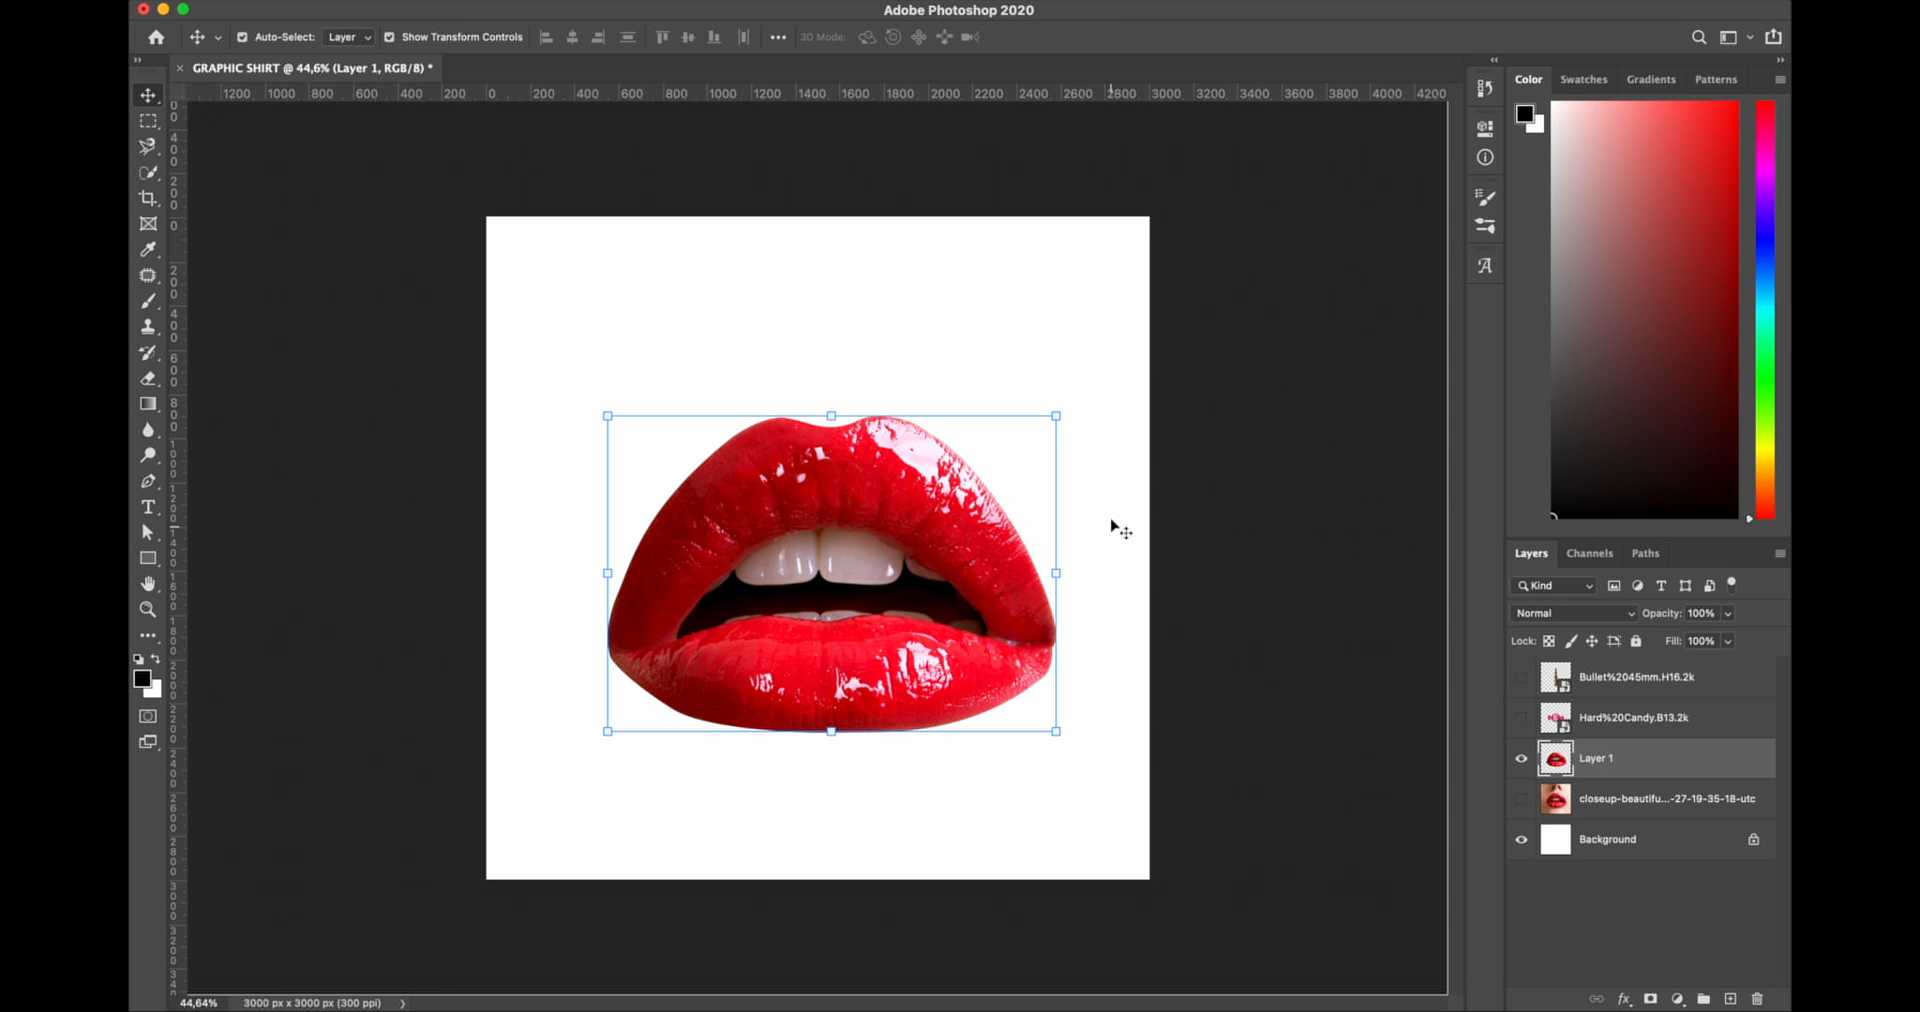 Adobe Photoshop 2020
Auto-Select: Layer Show Transform Controls 3D Mode:
GRAPHIC SHIRT @ 44,6% (Layer 1, RGB/8) *
1200 1000 800 600 400 200 0 200 400 600 800 1000 1200 1400 1600 1800 2000 2200 2400 2600 2800 3000 3200 3400 3600 3800 4000 4200
Color Swatches Gradients Patterns
Layers Channels Paths
Kind
Normal Opacity: 100%
Lock: Fill: 100%
Bullet%2045mm.H16.2k
Hard%20Candy.B13.2k
Layer 1
closeup-beautifu...-27-19-35-18-utc
Background
44,64% 3000 px x 3000 px (300 ppi)